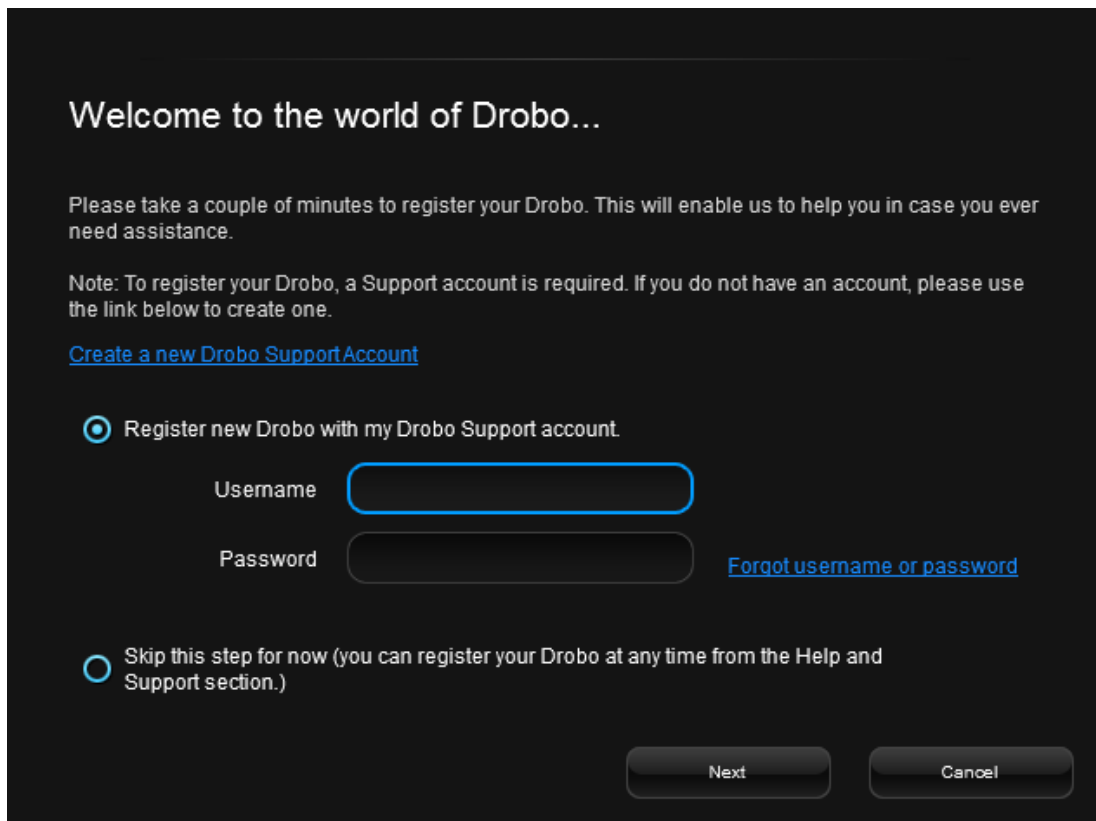 Welcome to the world of Drobo...
Please take a couple of minutes to register your Drobo. This will enable us to help you in case you ever
need assistance.
Note: To register your Drobo, a Support account is required. If you do not have an account, please use
the link below to create one.
Create a new Drobo Support Account
Register new Drobo with my Drobo Support account.
Username
Password
Forgot username or password
Skip this step for now (you can register your Drobo at any time from the Help and
Support section.)
Next
Cancel